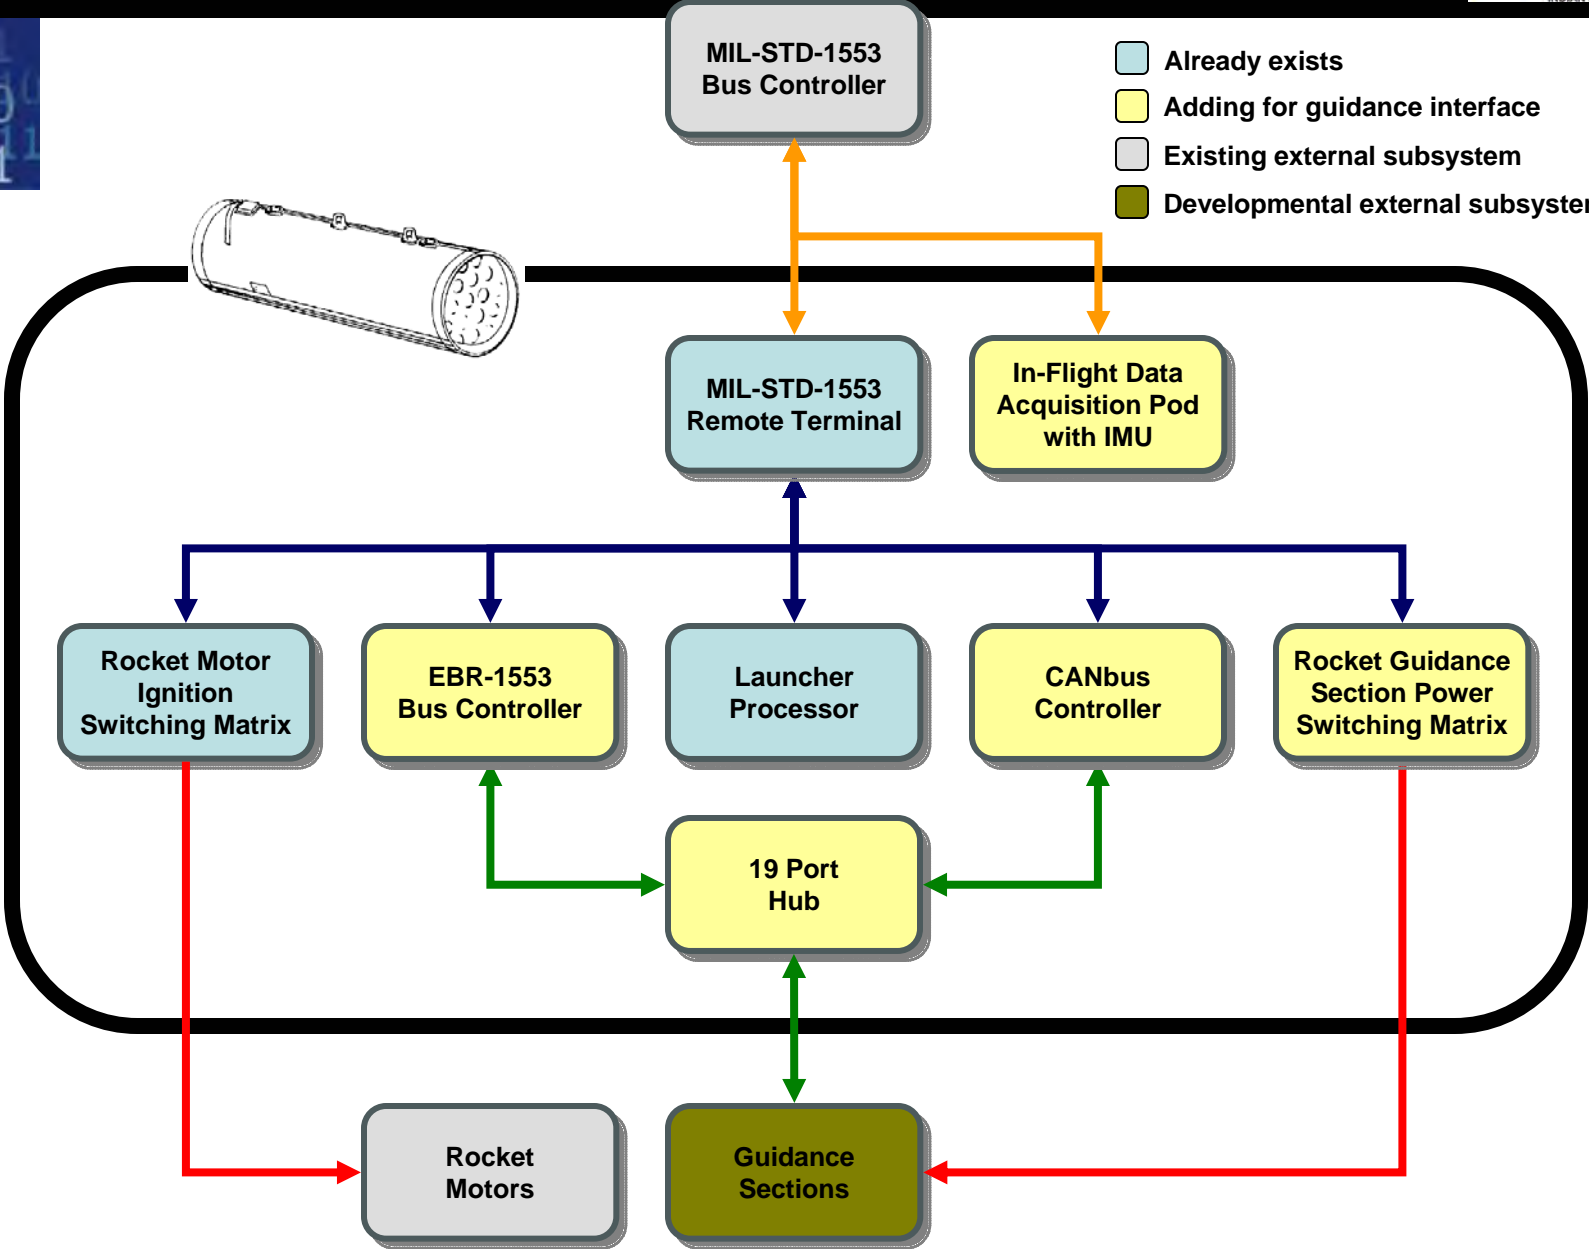 MIL-STD-1553
Bus Controller
Already exists
Adding for guidance interface
Existing external subsystem
Developmental external
MIL-STD-1553
Remote Terminal
In-Flight Data
Acquisition Pod
with IMU
Rocket Motor
Ignition
Switching Matrix
EBR-1553
Bus Controller
Launcher
Processor
CANbus
Controller
Rocket Guidance
Section Power
Switching Matrix
19 Port
Hub
Rocket
Motors
Guidance
Sections